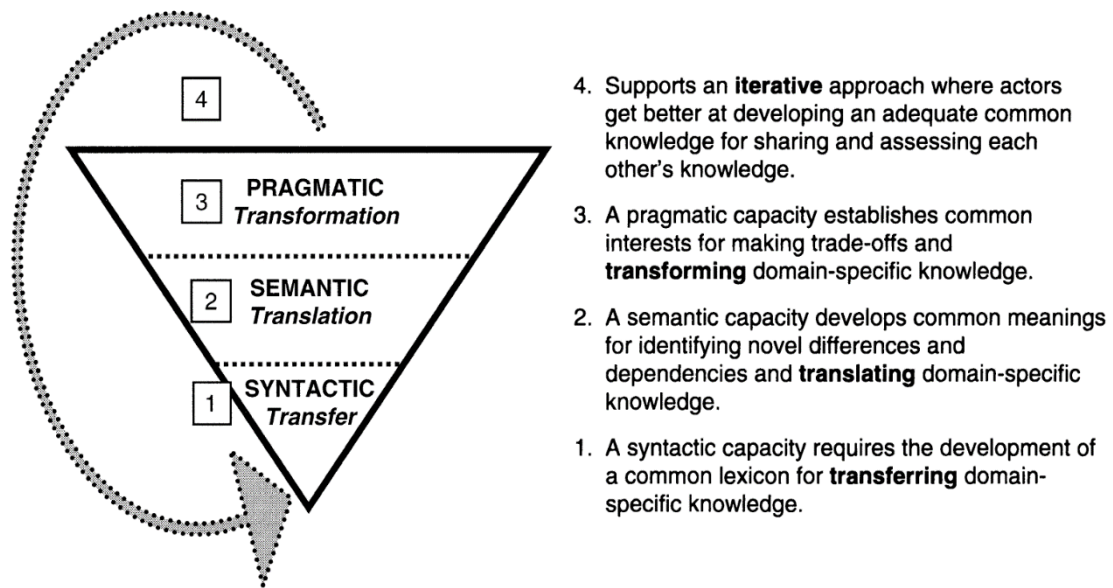 4
3
PRAGMATIC
Transformation
2
SEMANTIC
Translation
1
SYNTACTIC
Transfer
4. Supports an iterative approach where actors
get better at developing an adequate common
knowledge for sharing and assessing each
other's knowledge.
3. A pragmatic capacity establishes common
interests for making trade-offs and
transforming domain-specific knowledge.
2. A semantic capacity develops common meanings
for identifying novel differences and
dependencies and translating domain-specific
knowledge.
1. A syntactic capacity requires the development of
a common lexicon for transferring domain-
specific knowledge.